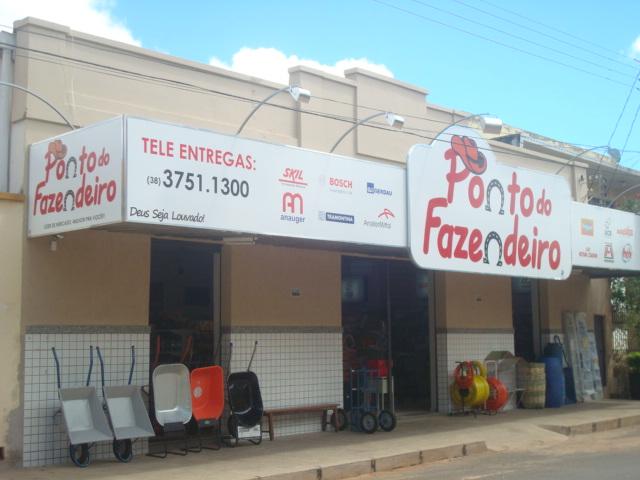 Ponto do
Fazendeiro
TELE ENTREGAS:
(38) 3751.1300
Deus Seja Louvado!
SKIL
BOSCH
GERDAU
anauger
TRAMONTINA
ArcelorMittal
Ponto do
Fazendeiro